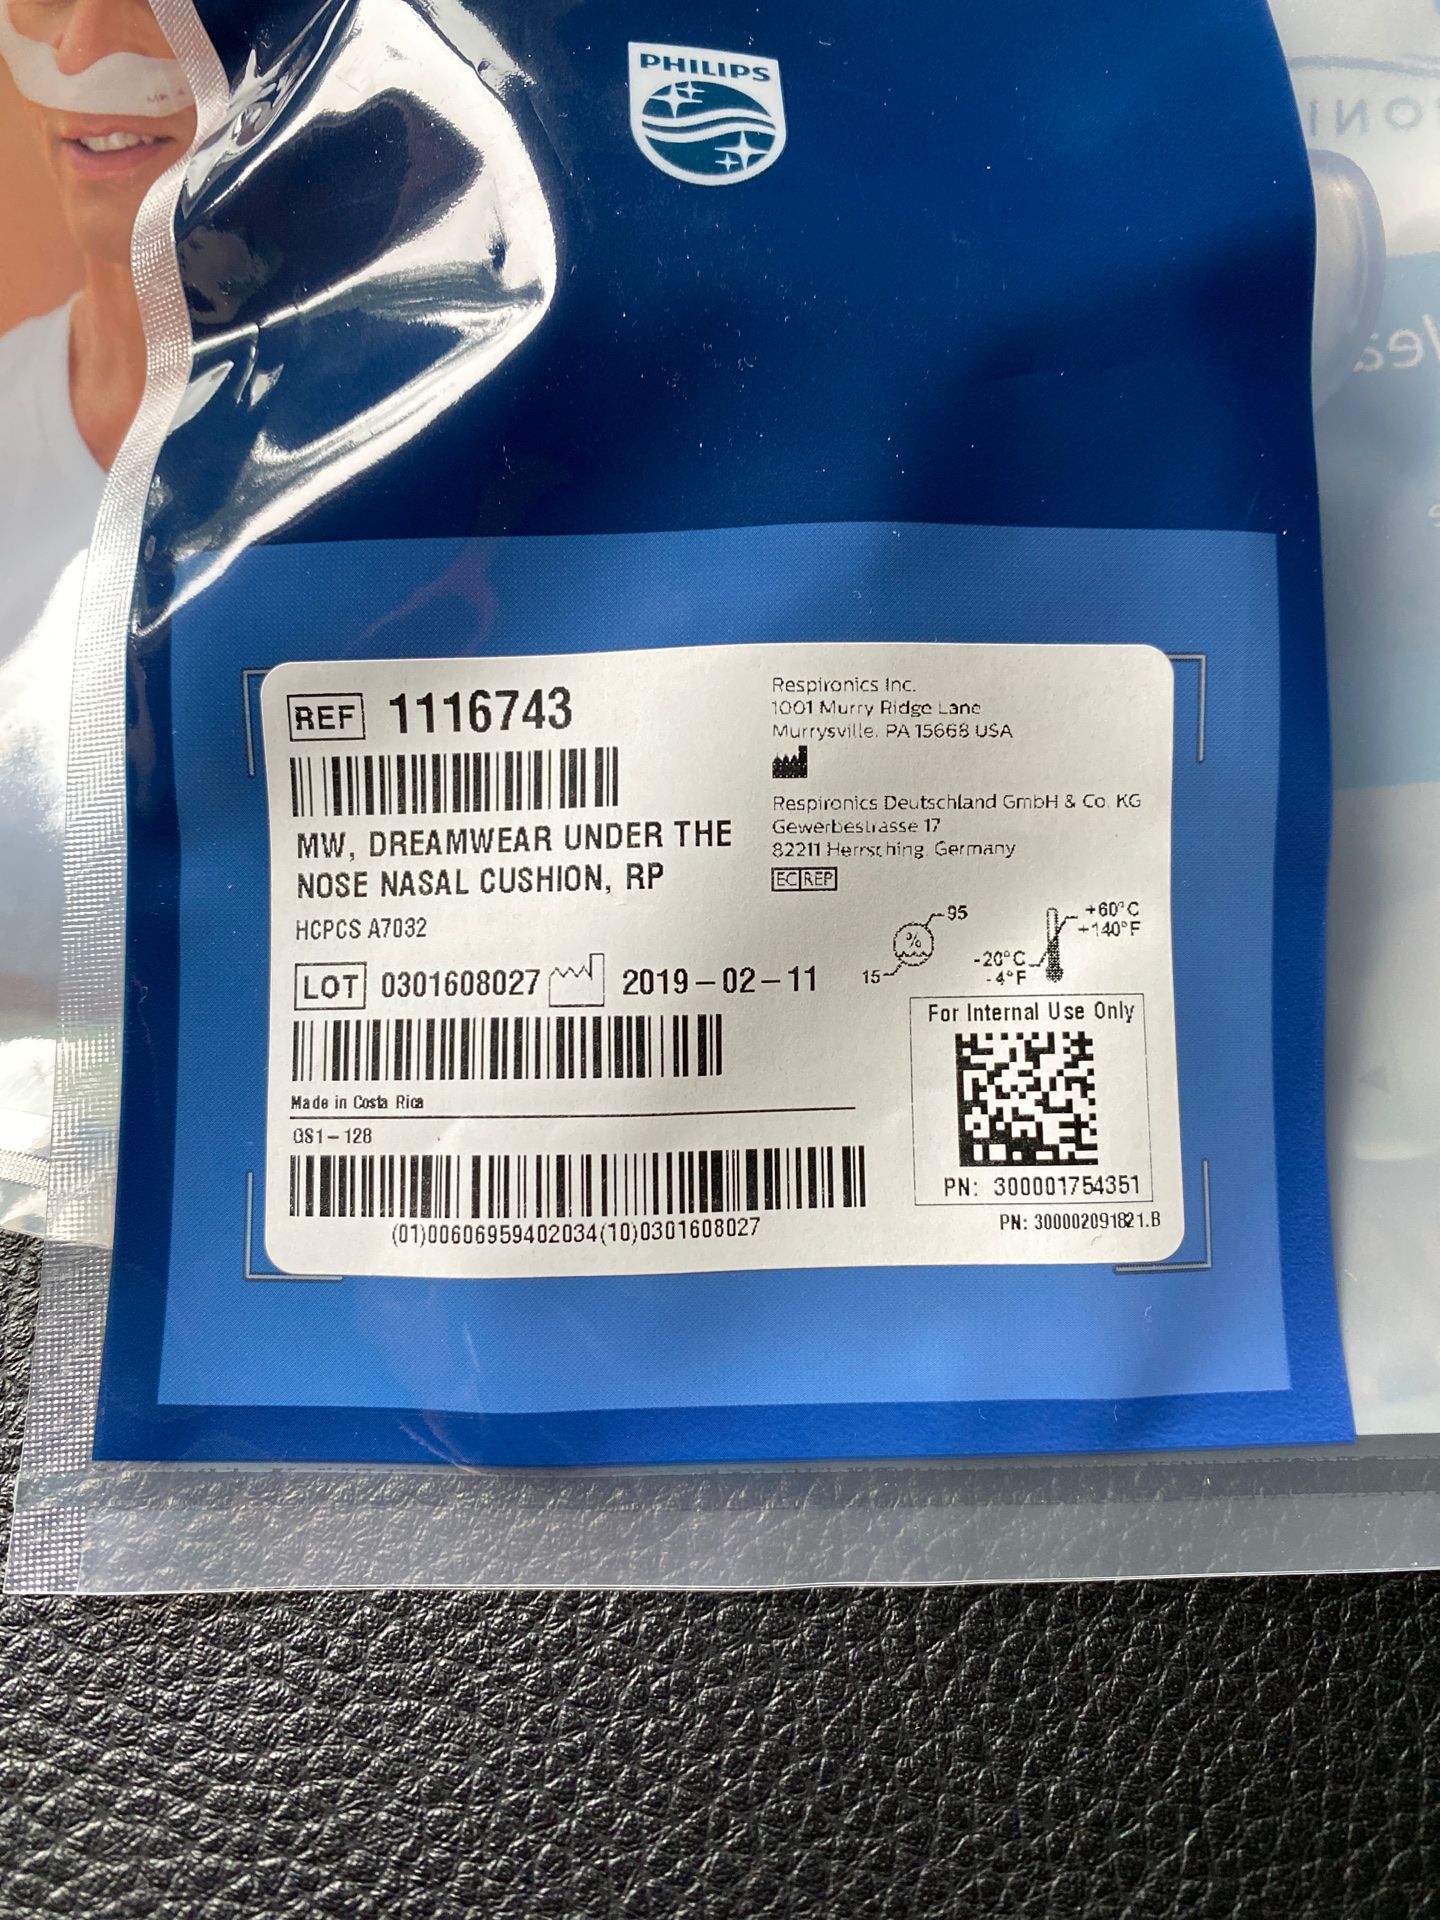 PHILIPS
REF 1116743
MW, DREAMWEAR UNDER THE
NOSE NASAL CUSHION, RP
HCPCS A7032
LOT 0301608027 2019-02-11
Made in Costa Rica
GS1-128
(01)00606959402034(10)0301608027
Respironics Inc.
1001 Murry Ridge Lane
Murrysville, PA 15668 USA
Respironics Deutschland GmbH & Co. KG
Gewerbestrasse 17
82211 Herrsching, Germany
EC REP
95
%
15
+60°C
+140°F
-20°C
-4°F
For Internal Use Only
PN: 300001754351
PN: 300002091821.B